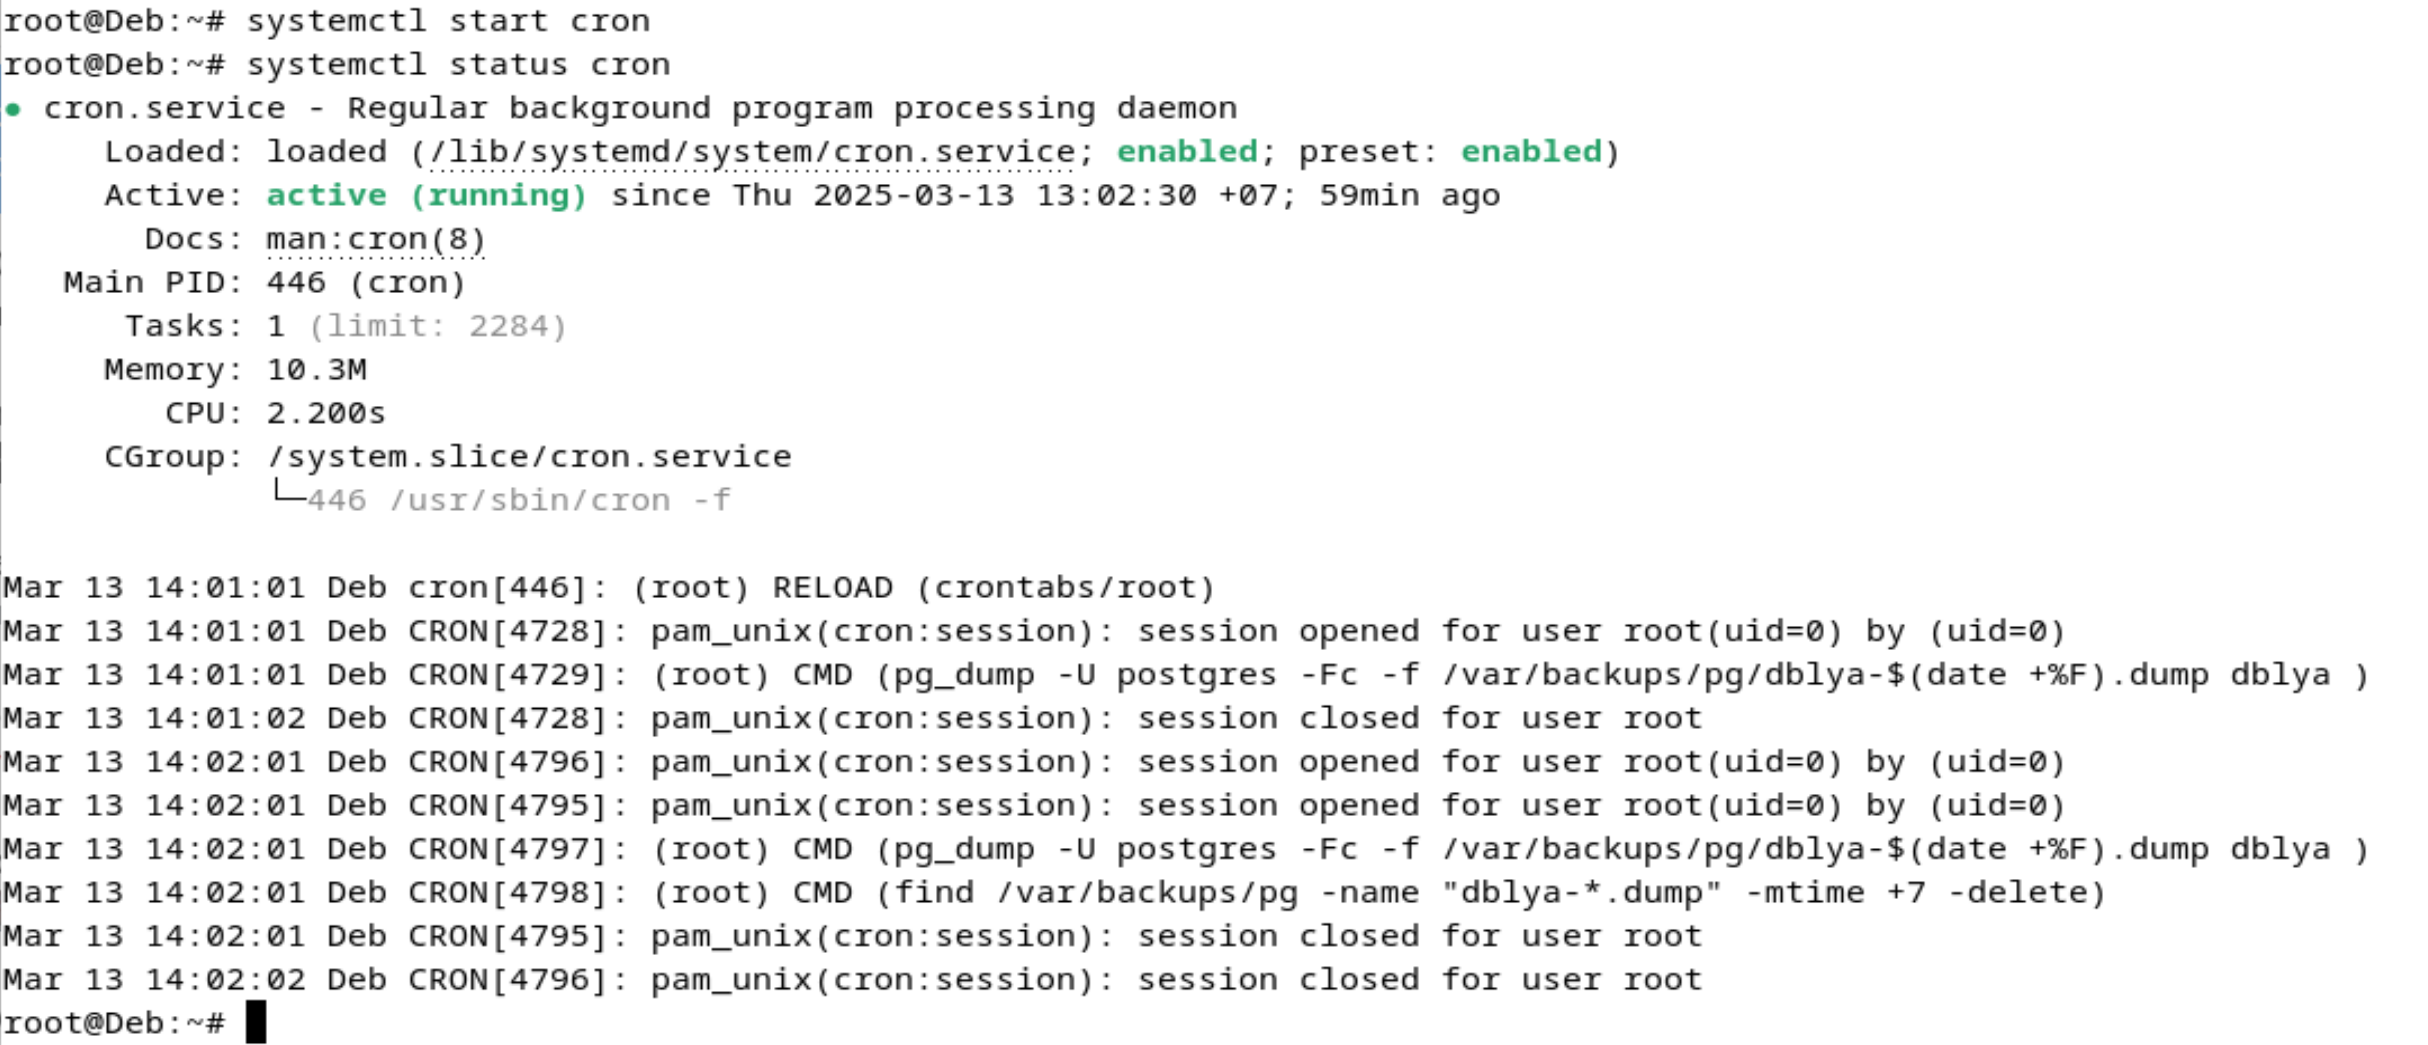 root@Deb:~# systemctl start cron
root@Deb:~# systemctl status cron
● cron.service - Regular background program processing daemon
     Loaded: loaded (/lib/systemd/system/cron.service; enabled; preset: enabled)
     Active: active (running) since Thu 2025-03-13 13:02:30 +07; 59min ago
       Docs: man:cron(8)
   Main PID: 446 (cron)
      Tasks: 1 (limit: 2284)
     Memory: 10.3M
        CPU: 2.200s
     CGroup: /system.slice/cron.service
             └─446 /usr/sbin/cron -f

Mar 13 14:01:01 Deb cron[446]: (root) RELOAD (crontabs/root)
Mar 13 14:01:01 Deb CRON[4728]: pam_unix(cron:session): session opened for user root(uid=0) by (uid=0)
Mar 13 14:01:01 Deb CRON[4729]: (root) CMD (pg_dump -U postgres -Fc -f /var/backups/pg/dblya-$(date +%F).dump dblya )
Mar 13 14:01:02 Deb CRON[4728]: pam_unix(cron:session): session closed for user root
Mar 13 14:02:01 Deb CRON[4796]: pam_unix(cron:session): session opened for user root(uid=0) by (uid=0)
Mar 13 14:02:01 Deb CRON[4795]: pam_unix(cron:session): session opened for user root(uid=0) by (uid=0)
Mar 13 14:02:01 Deb CRON[4797]: (root) CMD (pg_dump -U postgres -Fc -f /var/backups/pg/dblya-$(date +%F).dump dblya )
Mar 13 14:02:01 Deb CRON[4798]: (root) CMD (find /var/backups/pg -name "dblya-*.dump" -mtime +7 -delete)
Mar 13 14:02:01 Deb CRON[4795]: pam_unix(cron:session): session closed for user root
Mar 13 14:02:02 Deb CRON[4796]: pam_unix(cron:session): session closed for user root
root@Deb:~#